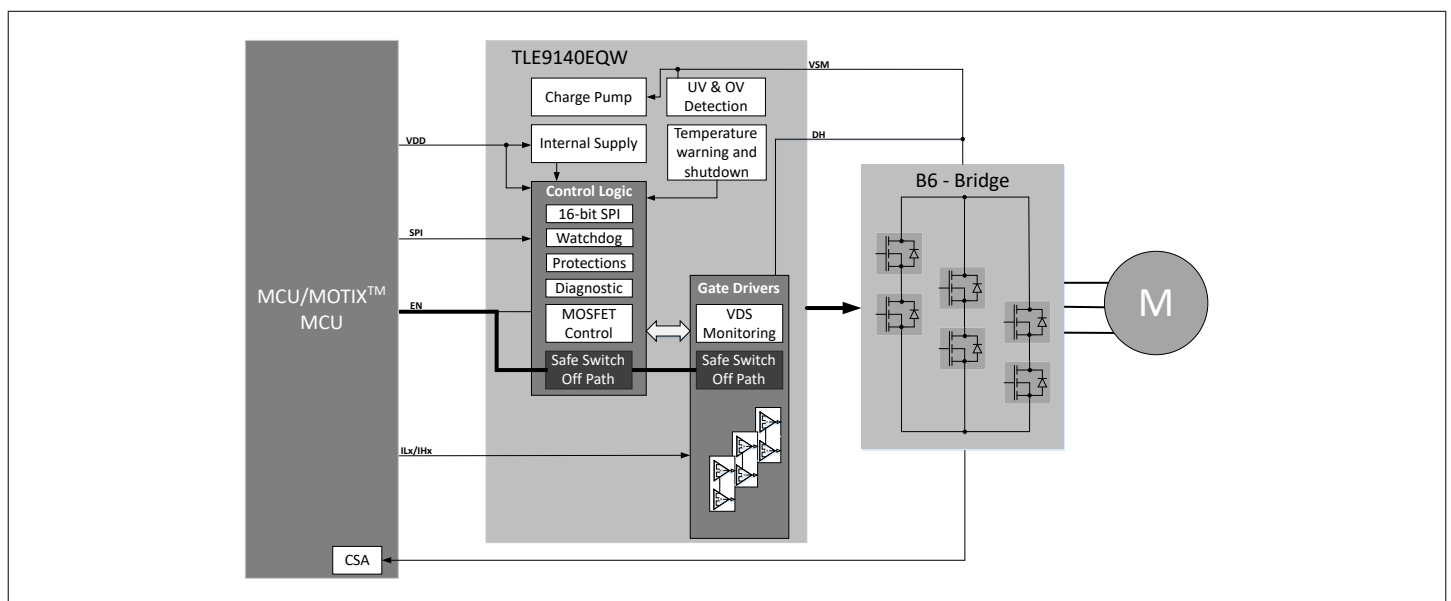 TLE9140EQW
VSM
Charge Pump
UV & OV
Detection
VDD
Internal Supply
Temperature
warning and
shutdown
DH
B6 - Bridge
Control Logic
16-bit SPI
SPI
Watchdog
Protections
Diagnostic
Gate Drivers
MCU/MOTIX™
MCU
EN
MOSFET
Control
VDS
Monitoring
M
Safe Switch
Off Path
Safe Switch
Off Path
ILx/IHx
CSA